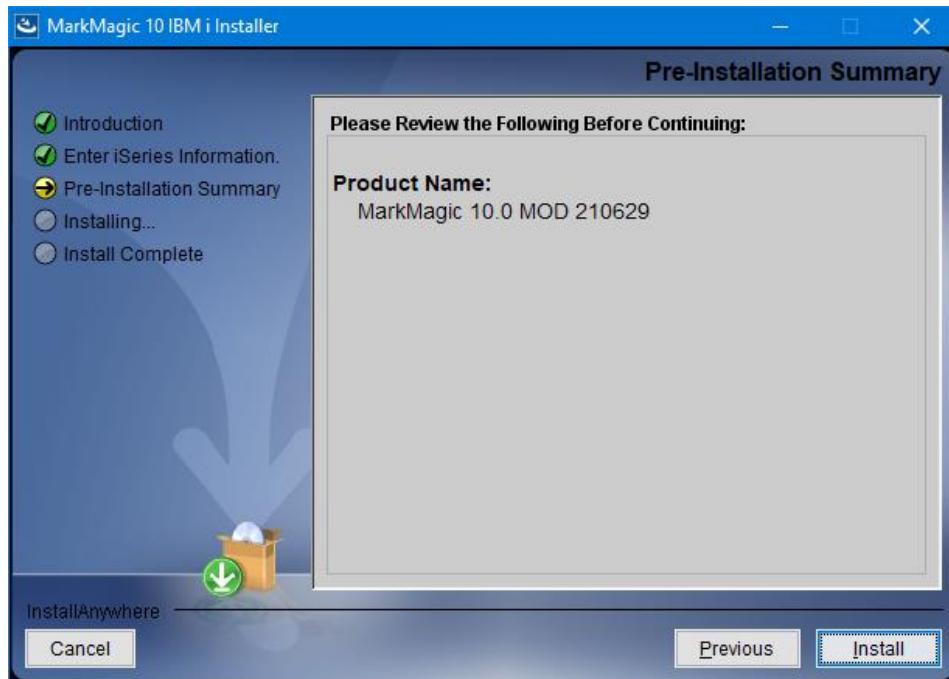 MarkMagic 10 IBM i Installer
Pre-Installation Summary
Introduction
Enter iSeries Information.
Pre-Installation Summary
Installing...
Install Complete
Please Review the Following Before Continuing:
Product Name:
MarkMagic 10.0 MOD 210629
InstallAnywhere
Cancel
Previous
Install